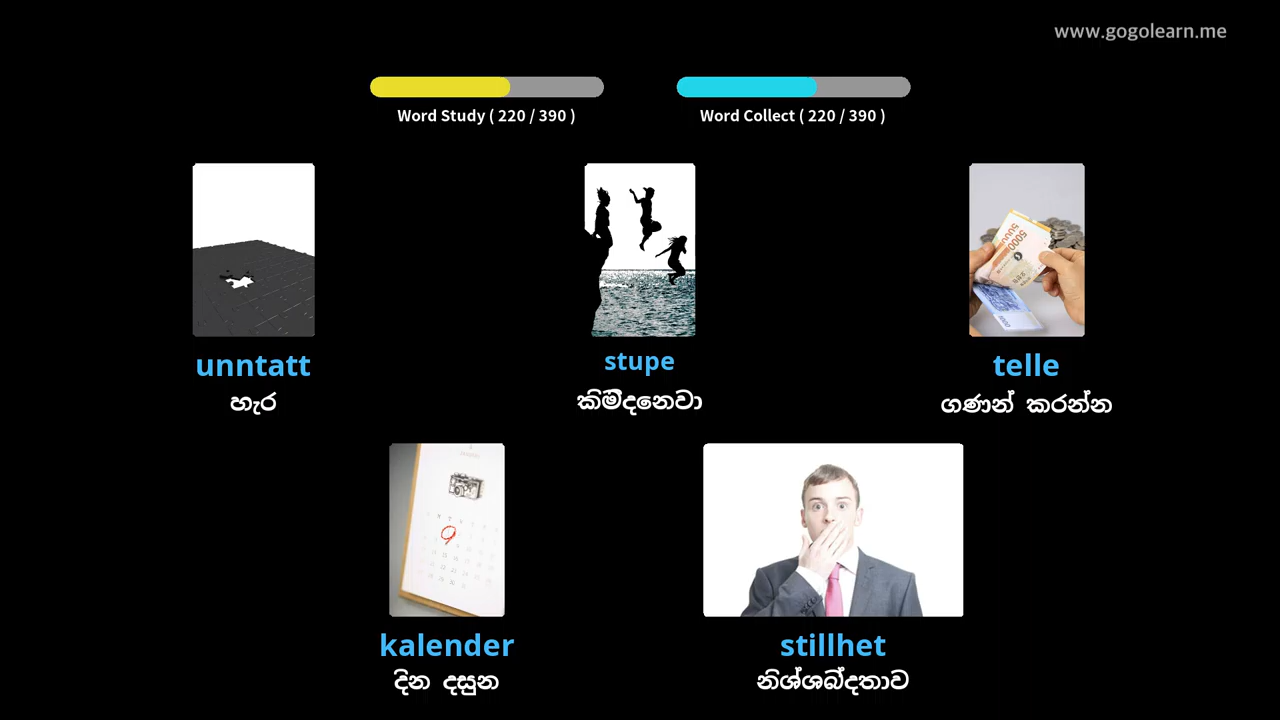 www.gogolearn.me
Word Study ( 220 / 390 )
Word Collect ( 220 / 390 )
unntatt
stupe
telle
හැර
කිමිදෙනවා
ගණන් කරන්න
kalender
stillhet
දින දසුන
නිශ්ශබ්දතාව